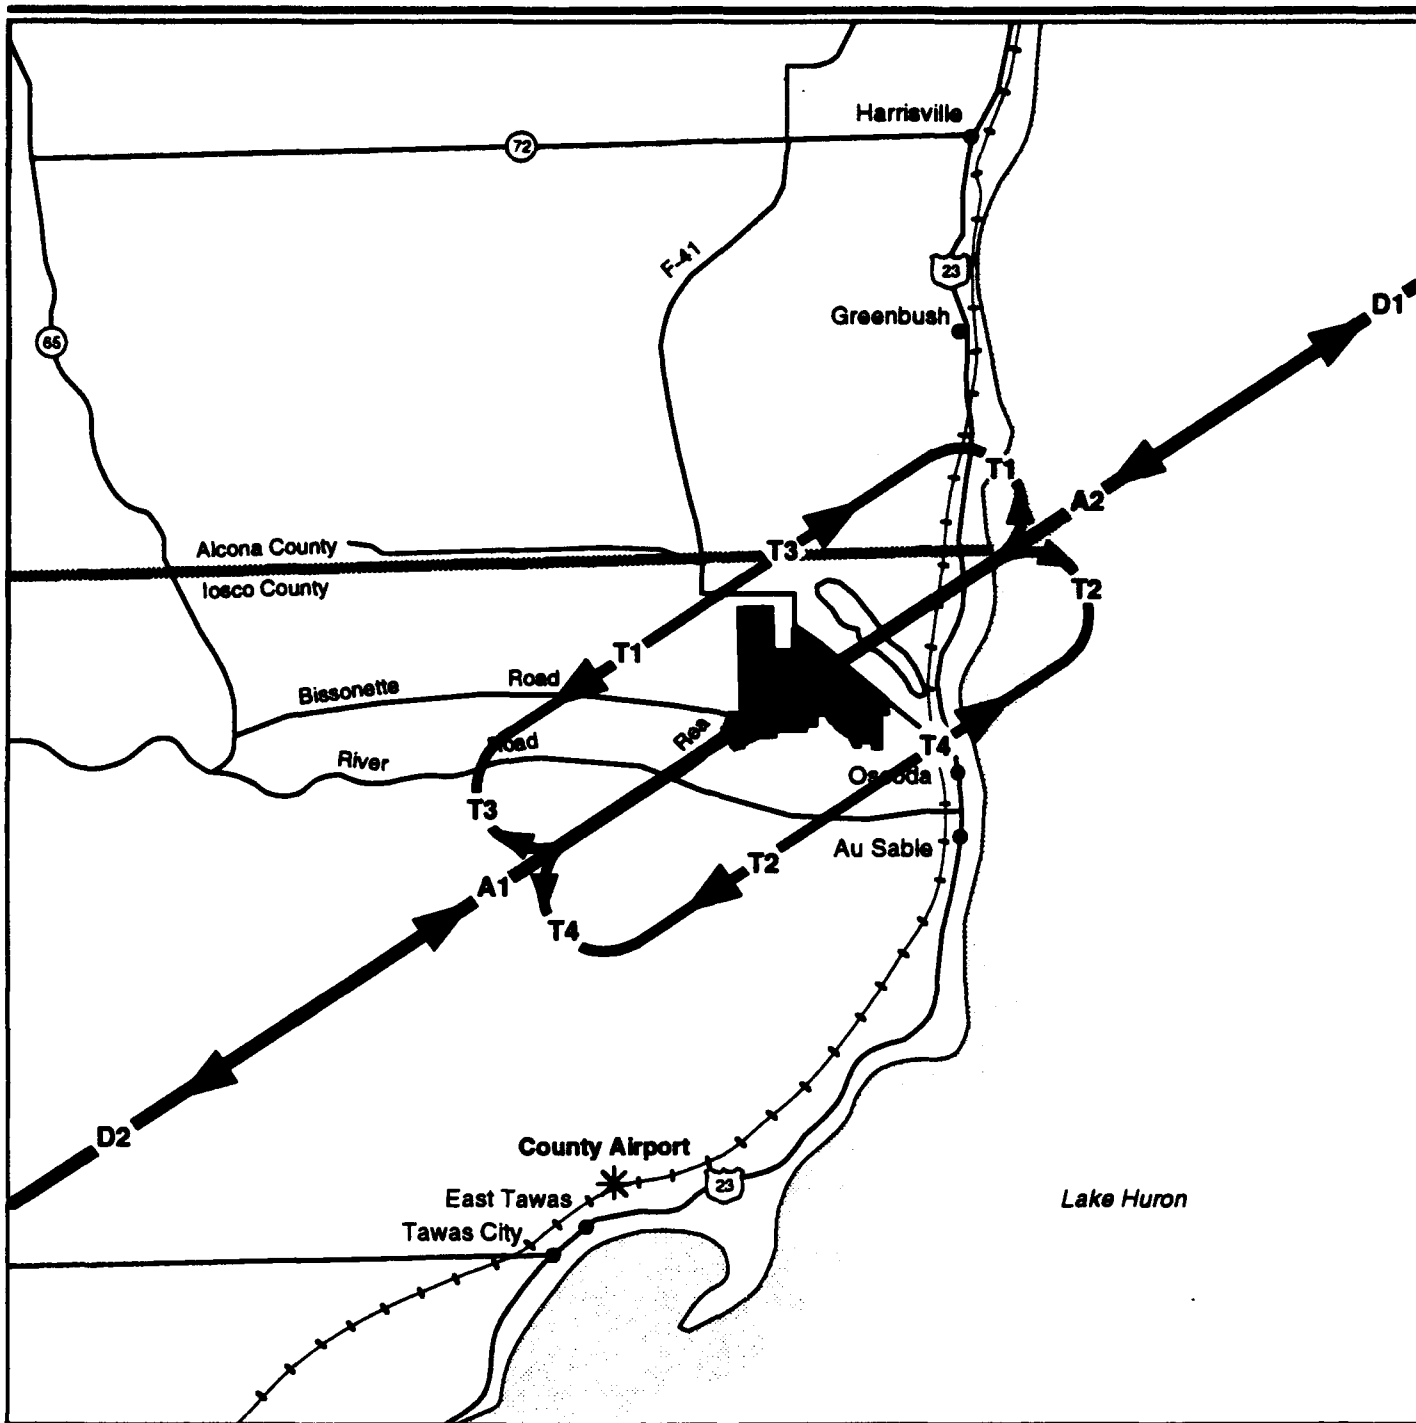 Harrisville
72
F-41
23
Greenbush
D1
65
T1
A2
Alcona County
T3
Iosco County
T2
T1
Bissonette Road
Rea
Road
T4
River
Oscoda
T3
Au Sable
T2
A1
T4
D2
County Airport
23
East Tawas
Lake Huron
Tawas City